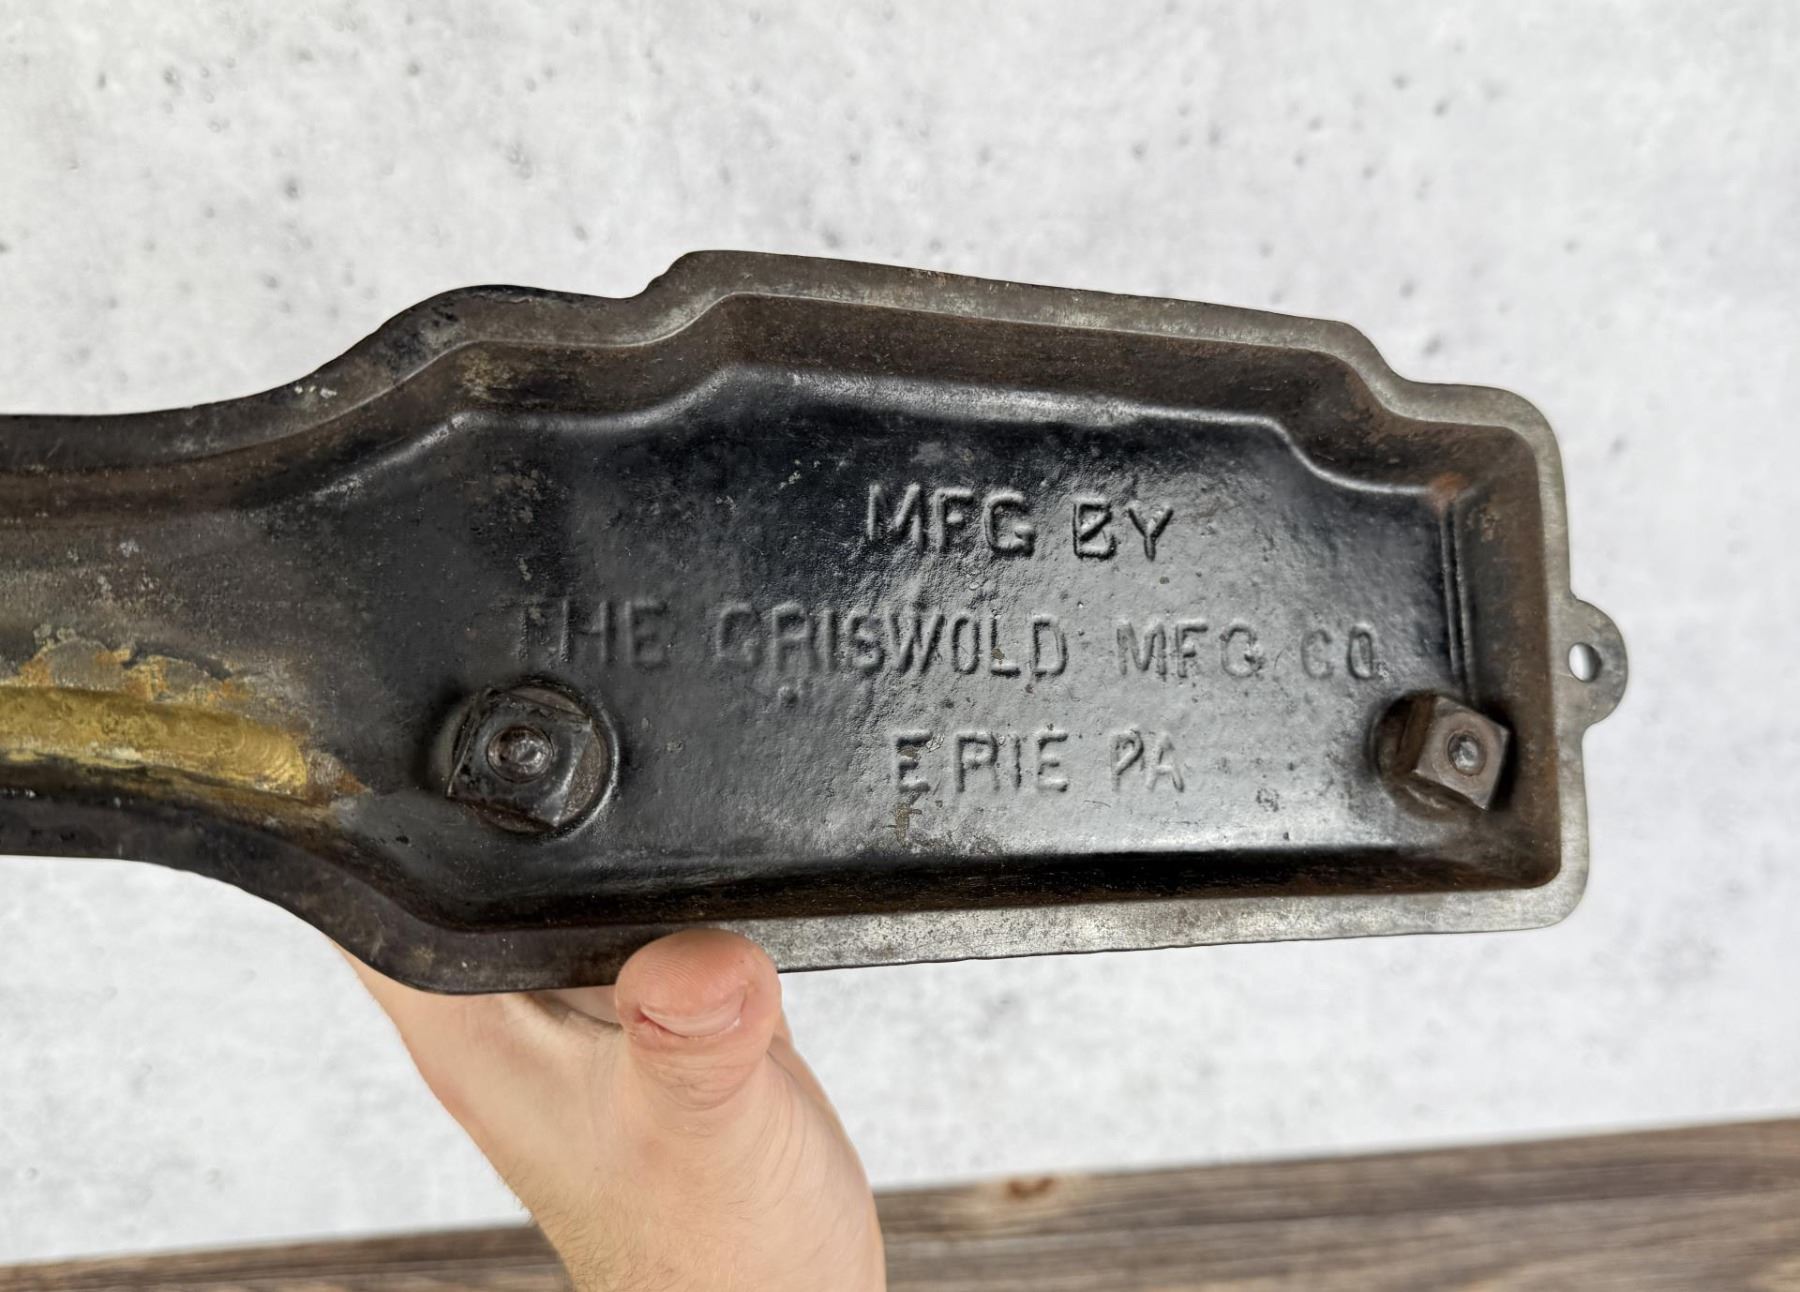 MFG BY
THE GRISWOLD MFG. CO.
ERIE PA